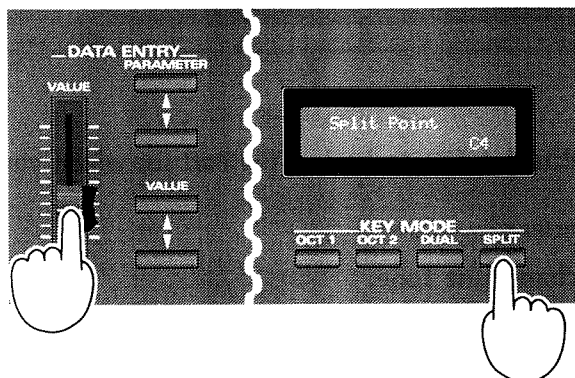 DATA ENTRY
PARAMETER
VALUE
VALUE
Split Point
C4
KEY MODE
OCT 1 OCT 2 DUAL SPLIT